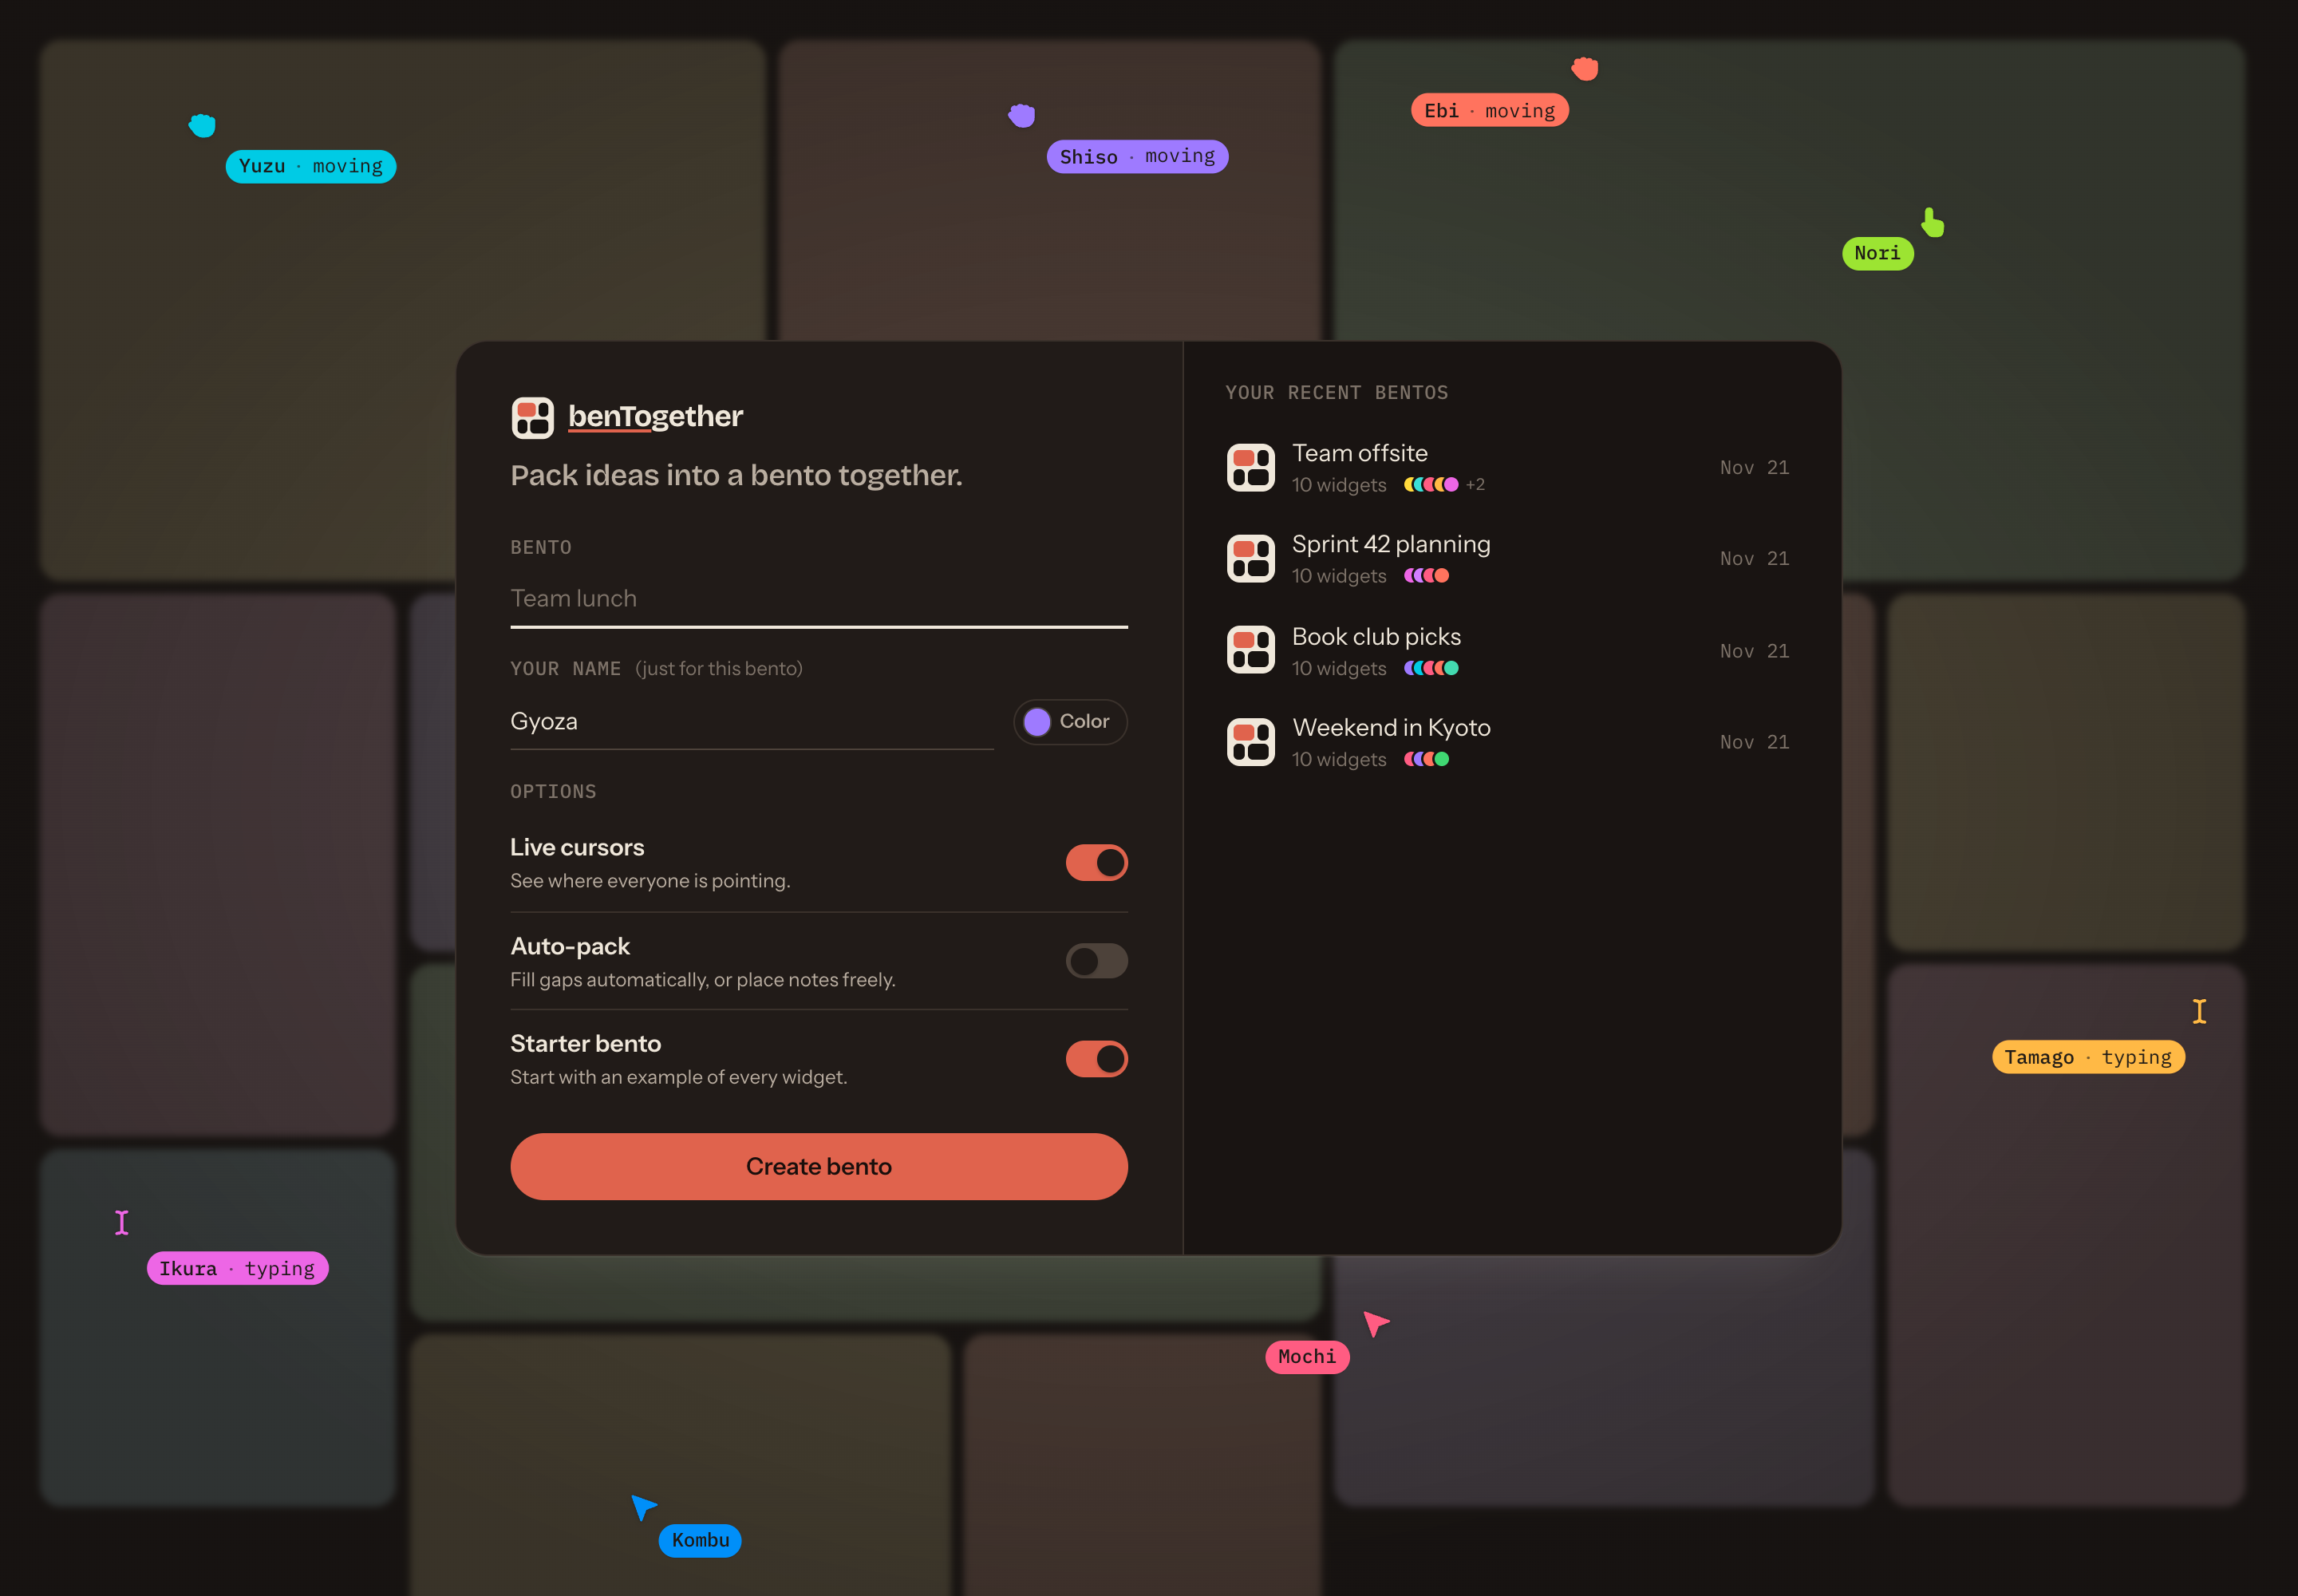 Yuzu · moving
Shiso · moving
Ebi · moving
Nori
benTogether
Pack ideas into a bento together.
BENTO
Team lunch
YOUR NAME (just for this bento)
Gyoza
Color
OPTIONS
Live cursors
See where everyone is pointing.
Auto-pack
Fill gaps automatically, or place notes freely.
Starter bento
Start with an example of every widget.
Create bento
YOUR RECENT BENTOS
Team offsite
10 widgets +2
Nov 21
Sprint 42 planning
10 widgets
Nov 21
Book club picks
10 widgets
Nov 21
Weekend in Kyoto
10 widgets
Nov 21
Tamago · typing
Ikura · typing
Mochi
Kombu